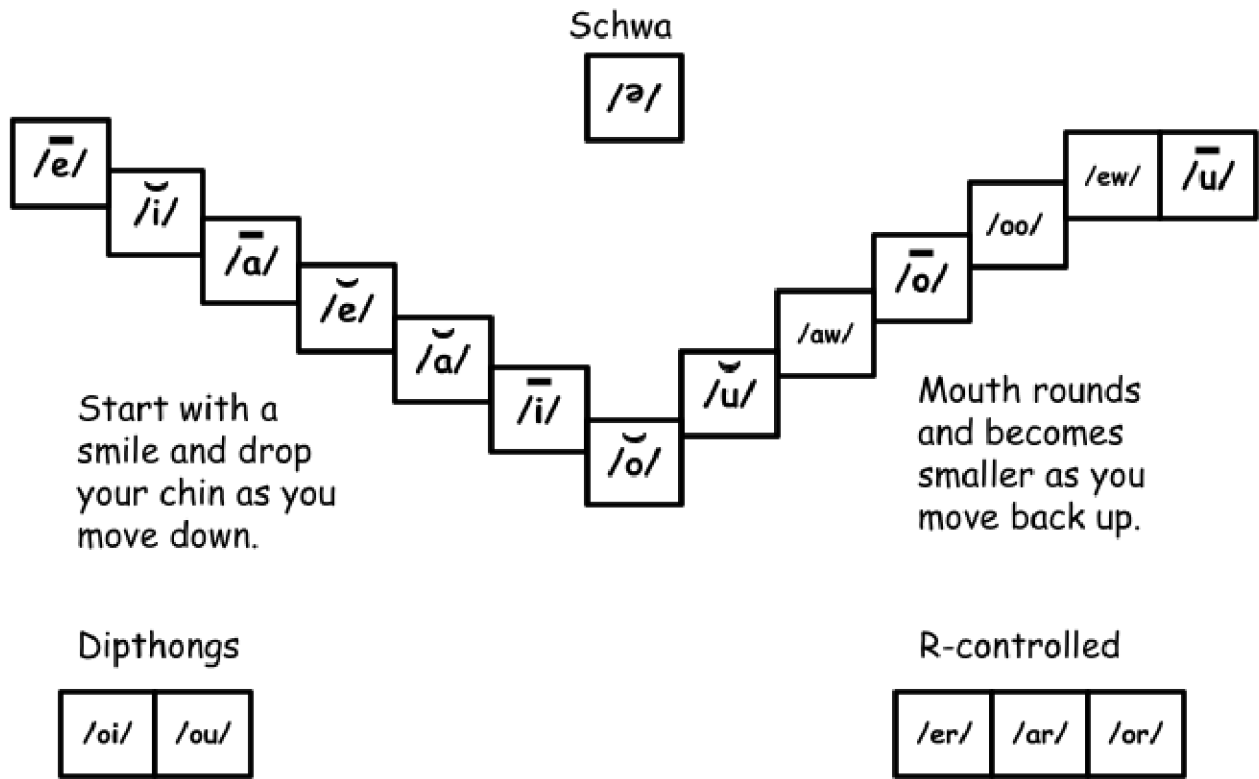 Schwa
/ə/
/ē/
/ĭ/
/ā/
/ĕ/
/ă/
/ī/
/ŏ/
/ŭ/
/aw/
/ō/
/oo/
/ew/ /ū/
Start with a
smile and drop
your chin as you
move down.
Mouth rounds
and becomes
smaller as you
move back up.
Dipthongs
/oi/ /ou/
R-controlled
/er/ /ar/ /or/